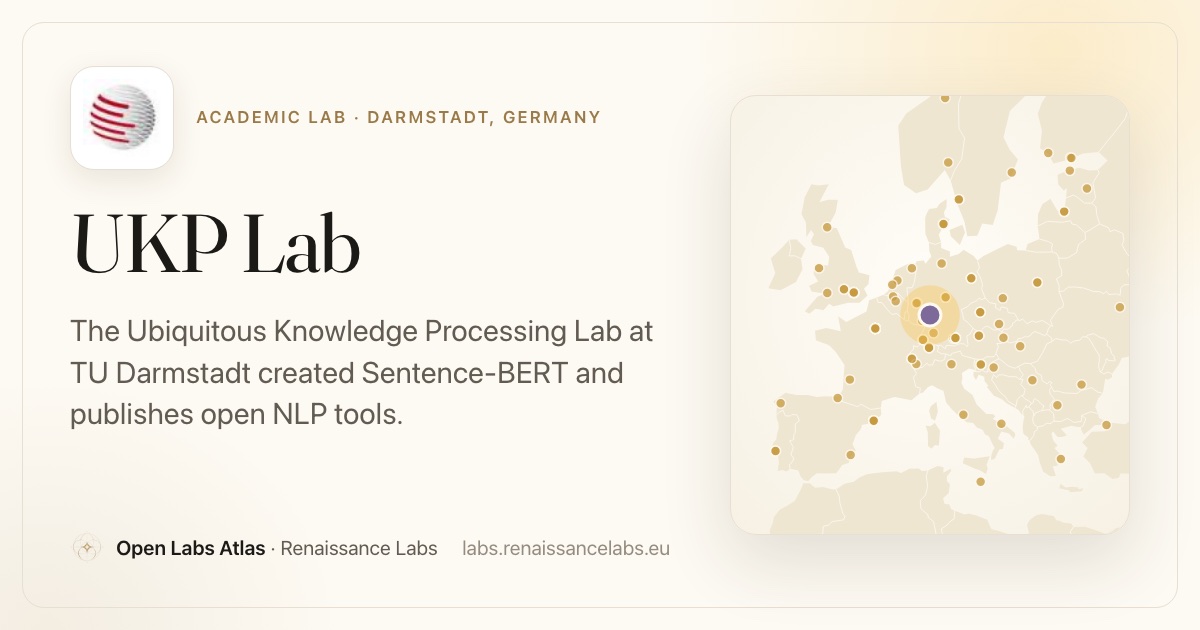 ACADEMIC LAB · DARMSTADT, GERMANY
UKP Lab
The Ubiquitous Knowledge Processing Lab at
TU Darmstadt created Sentence-BERT and
publishes open NLP tools.
Open Labs Atlas · Renaissance Labs labs.renaissancelabs.eu